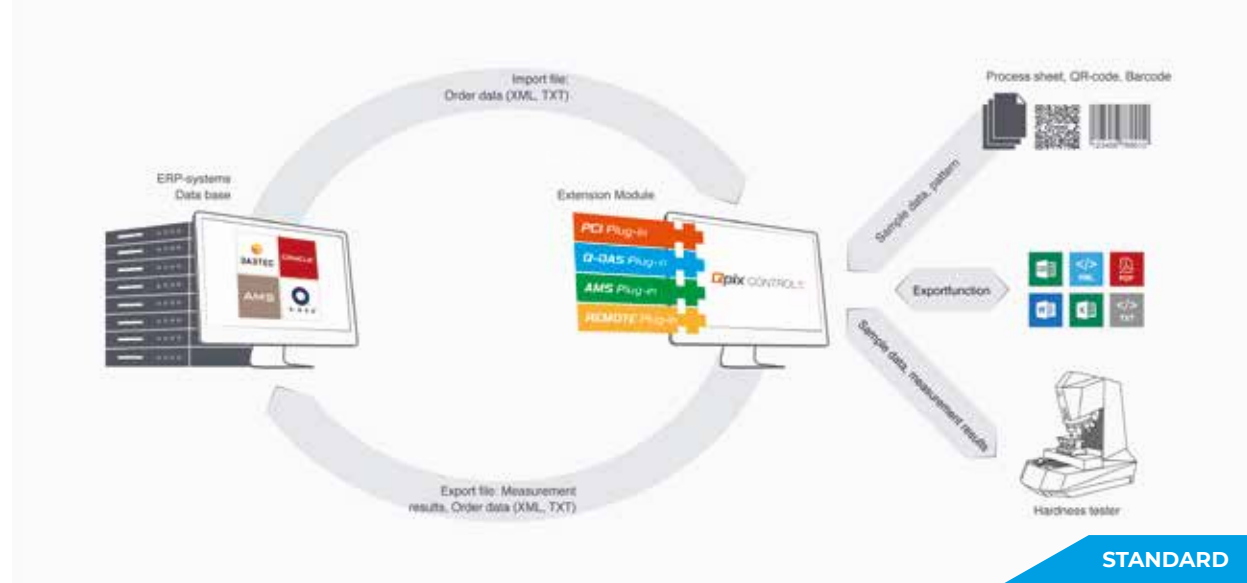 Import file:
Order data (XML, TXT)
Process sheet, QR-code, Barcode
Sample data, pattern
ERP-systems
Data base
Extension Module
PCI Plug-in
Q-DAS Plug-in
AMS Plug-in
REMOTE Plug-in
DASTEC
ORACLE
AMS
Qpix CONTROL
Exportfunction
XML
PDF
TXT
Sample data, measurement results
Export file: Measurement
results, Order data (XML, TXT)
Hardness tester
STANDARD